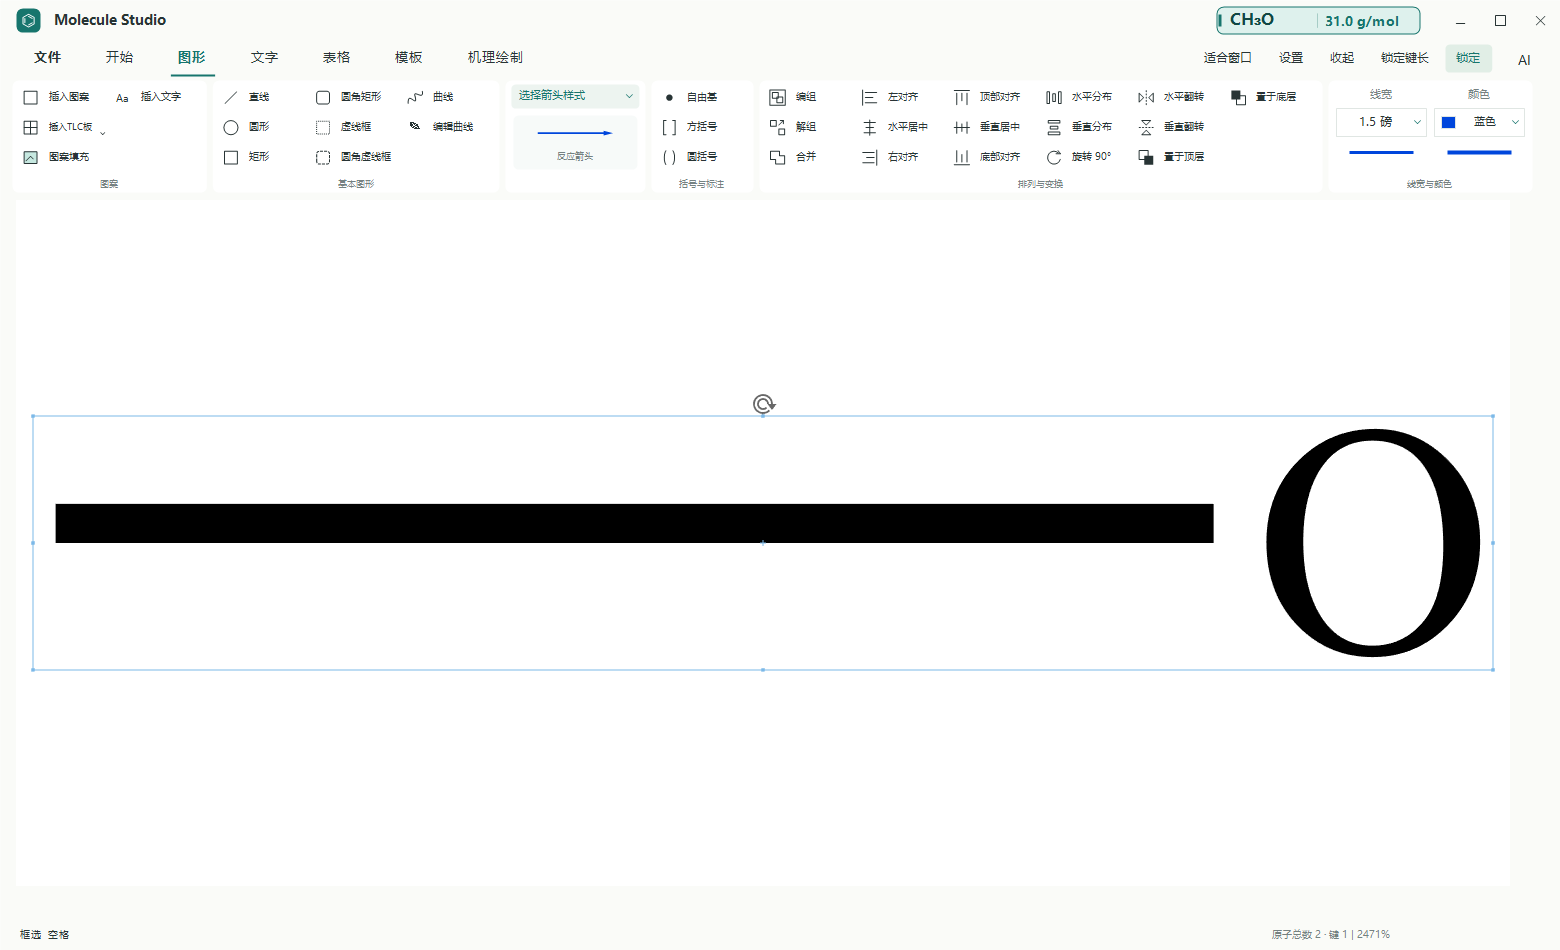 Molecule Studio
CH₃O 31.0 g/mol
文件 开始 图形 文字 表格 模板 机理绘制
适合窗口 设置 收起 锁定键长 锁定 AI
插入图案 Aa 插入文字
插入TLC板
图案填充
图案
直线 圆角矩形 曲线
圆形 虚线框 编辑曲线
矩形 圆角虚线框
基本图形
选择箭头样式
反应箭头
自由基
方括号
圆括号
括号与标注
编组 左对齐 顶部对齐 水平分布 水平翻转 置于底层
解组 水平居中 垂直居中 垂直分布 垂直翻转
合并 右对齐 底部对齐 旋转 90° 置于顶层
排列与变换
线宽 颜色
1.5 磅 蓝色
线宽与颜色
O
框选 空格
原子总数 2 · 键 1 | 2471%